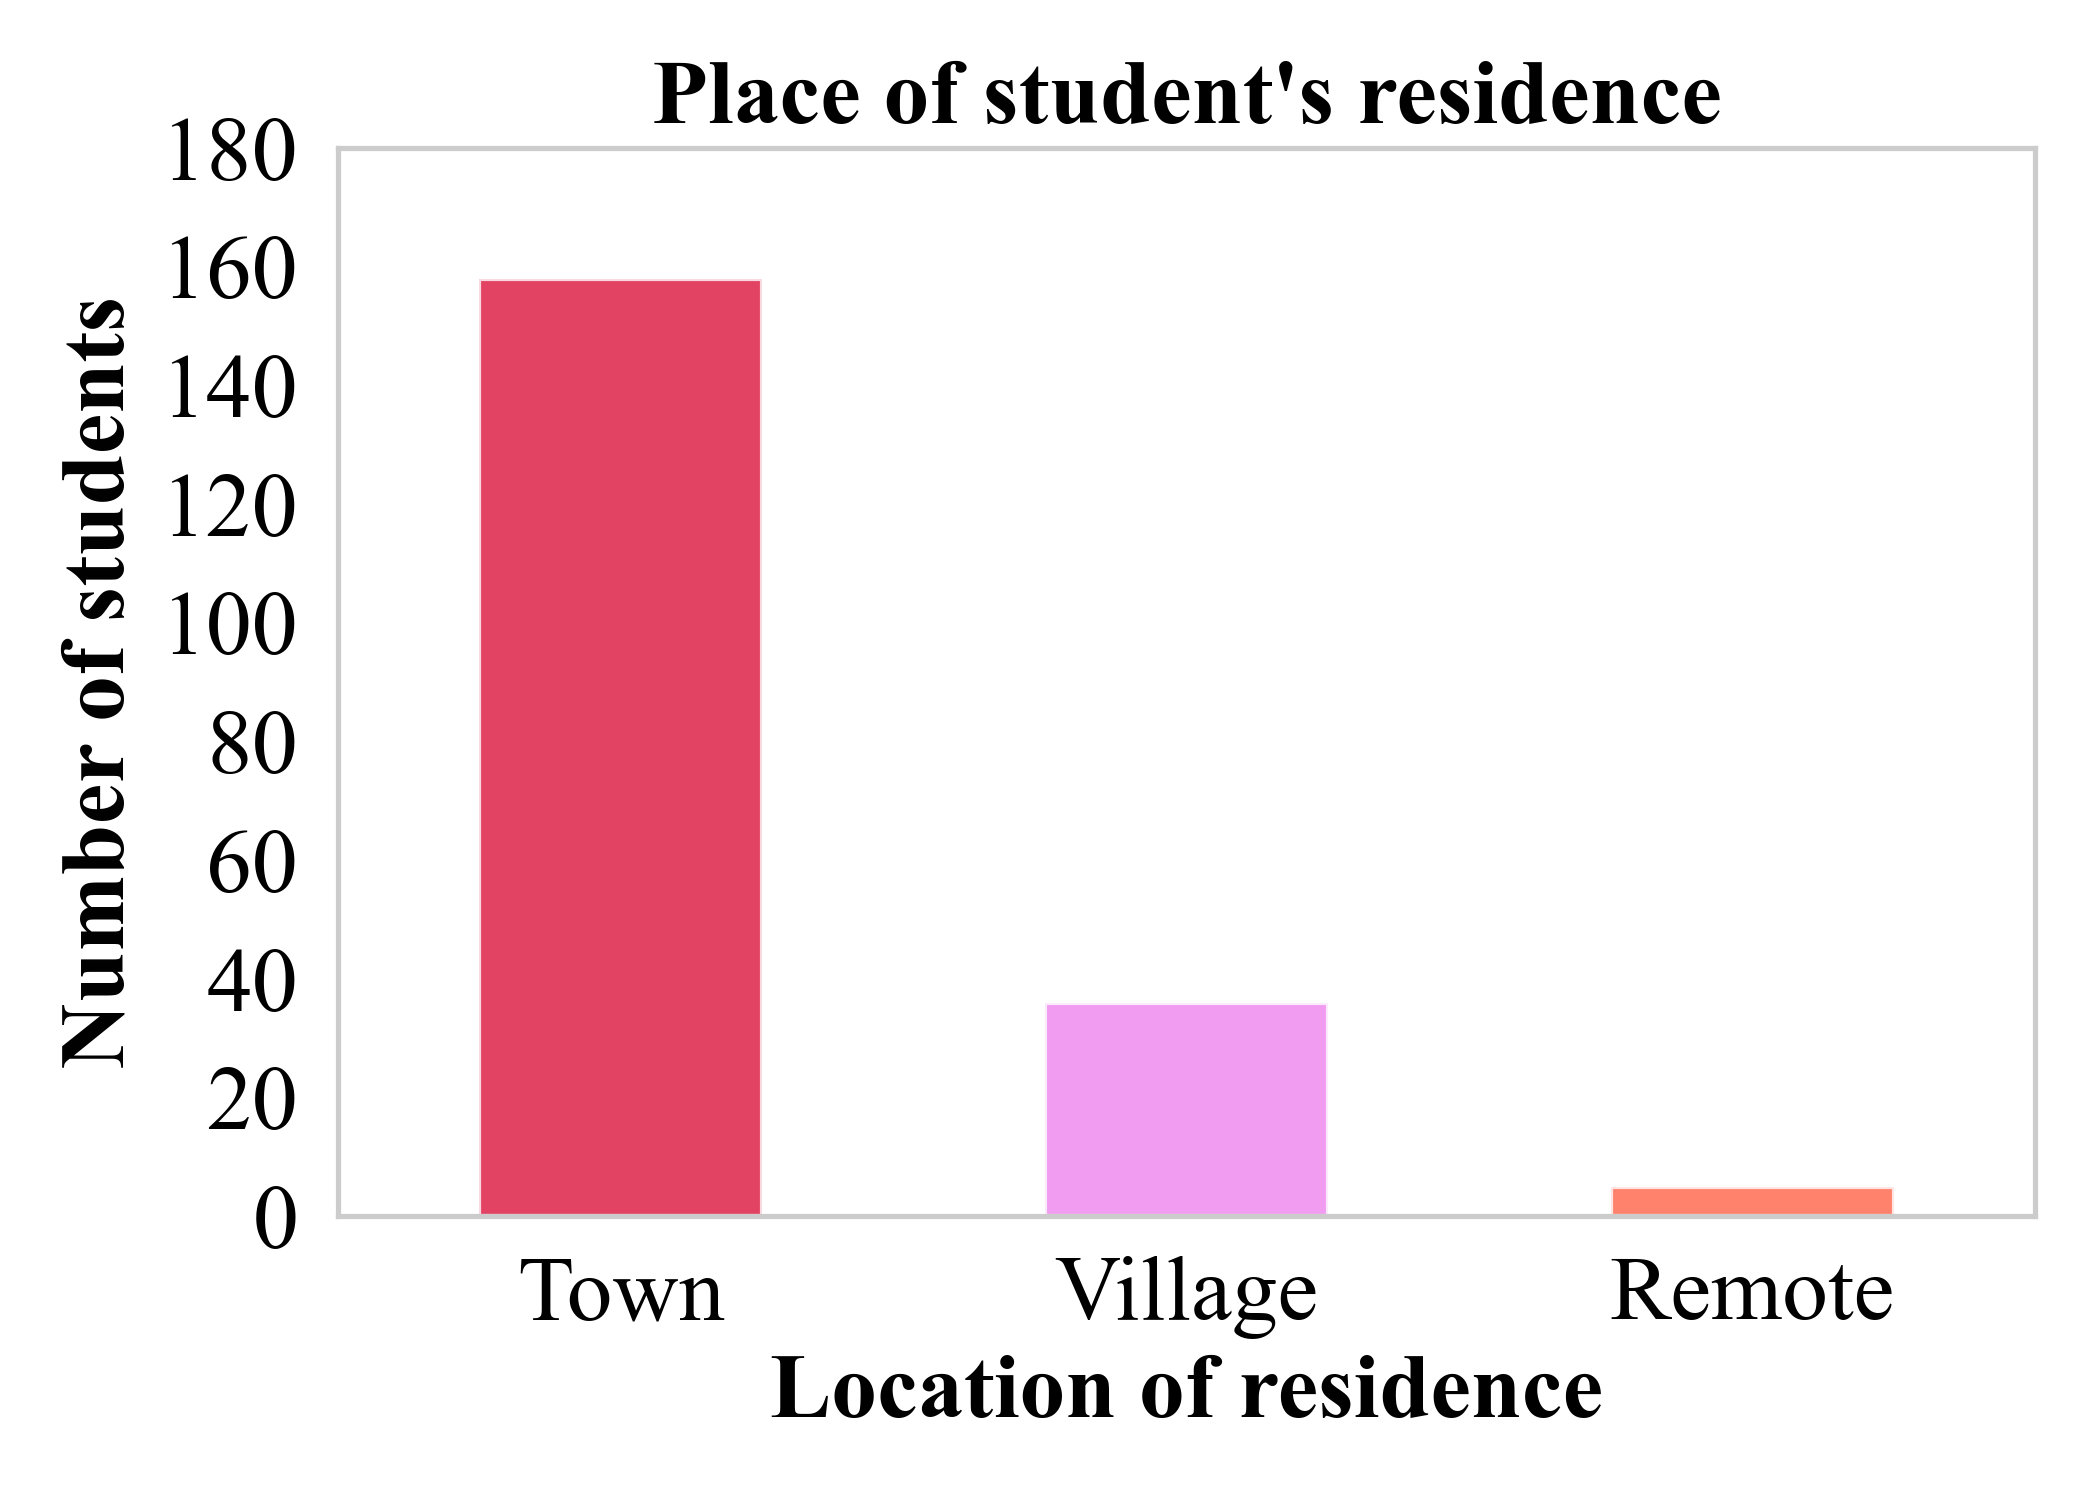 Place of student's residence
180
160
140
120
100
80
60
40
20
0
Number of students
Town Village Remote
Location of residence